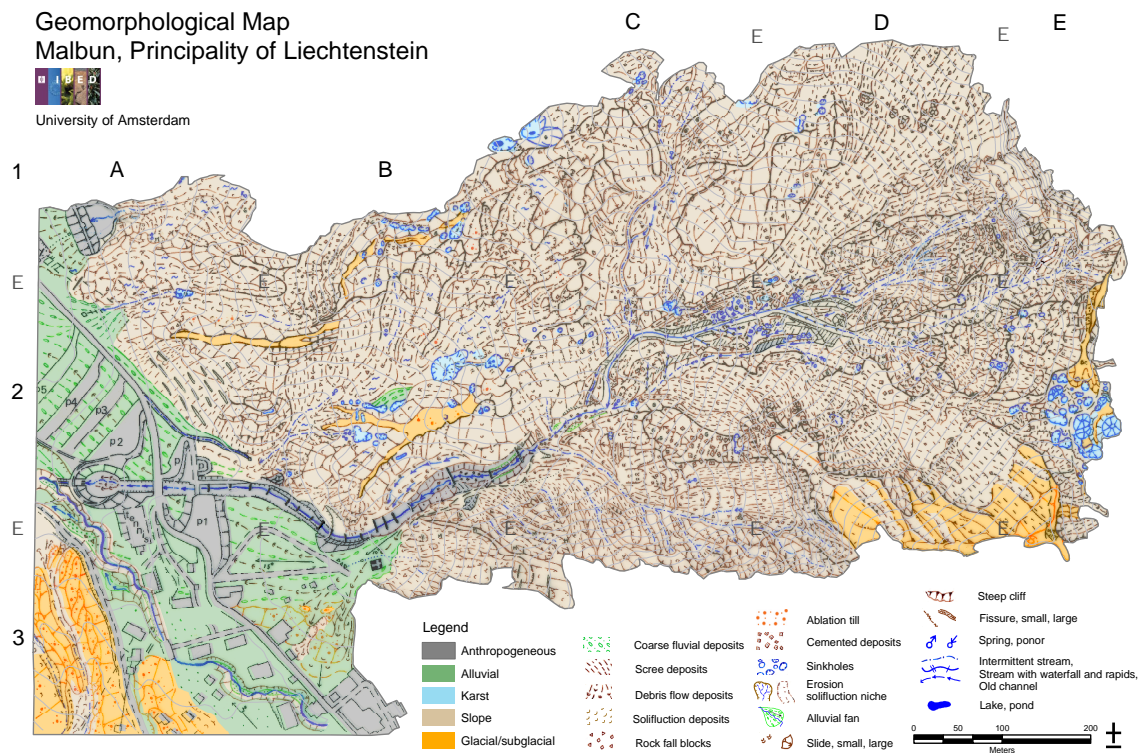 Geomorphological Map
Malbun, Principality of Liechtenstein
I B E D
University of Amsterdam
C
E
D
E
E
1
A
B
E
E
E
E
E
p5
p4
p3
2
p2
p1
E
E
E
E
E
3
Legend
Anthropogeneous
Alluvial
Karst
Slope
Glacial/subglacial
Coarse fluvial deposits
Scree deposits
Debris flow deposits
Solifluction deposits
Rock fall blocks
Ablation till
Cemented deposits
Sinkholes
Erosion
solifluction niche
Alluvial fan
Slide, small, large
Steep cliff
Fissure, small, large
Spring, ponor
Intermittent stream,
Stream with waterfall and rapids,
Old channel
Lake, pond
0 50 100 200
Meters